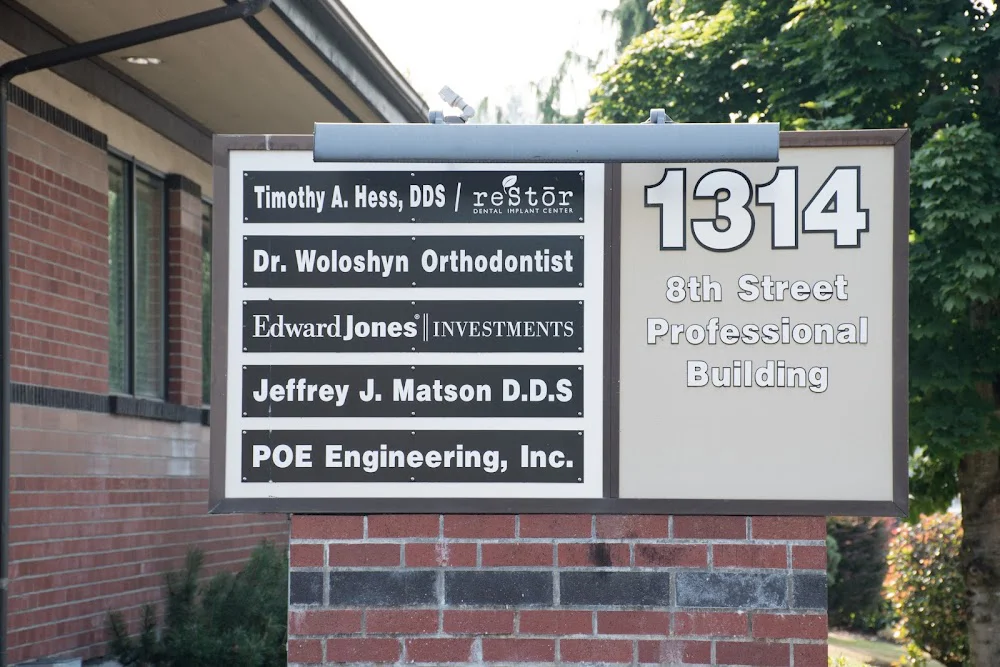 Timothy A. Hess, DDS / reStōr
DENTAL IMPLANT CENTER
Dr. Woloshyn Orthodontist
Edward Jones® INVESTMENTS
Jeffrey J. Matson D.D.S
POE Engineering, Inc.
1314
8th Street
Professional
Building